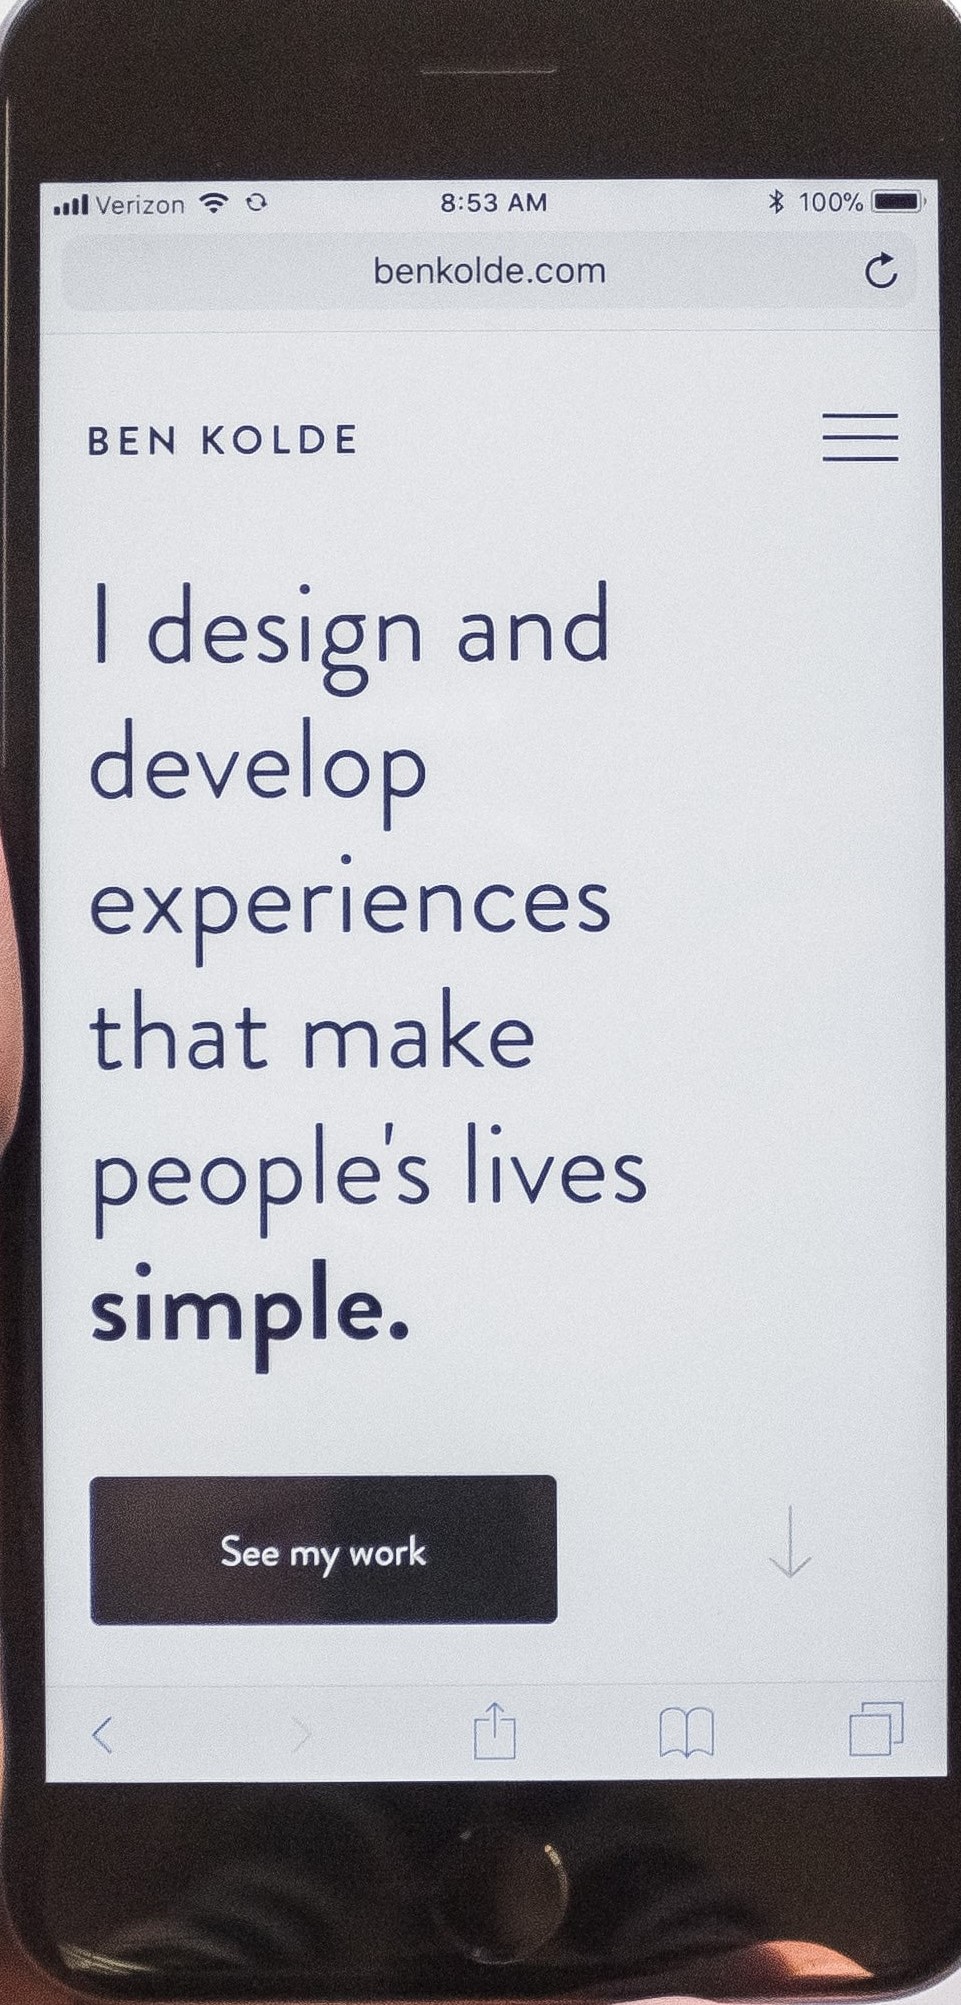 Verizon 8:53 AM 100%
benkolde.com
BEN KOLDE
I design and
develop
experiences
that make
people's lives
simple.
See my work